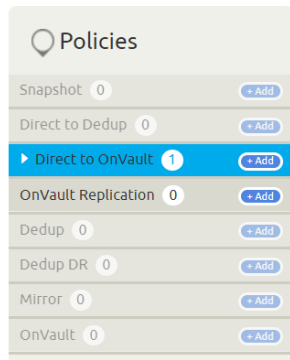 Policies
Snapshot 0 + Add
Direct to Dedup 0 + Add
Direct to OnVault 1 + Add
OnVault Replication 0 + Add
Dedup 0 + Add
Dedup DR 0 + Add
Mirror 0 + Add
OnVault 0 + Add